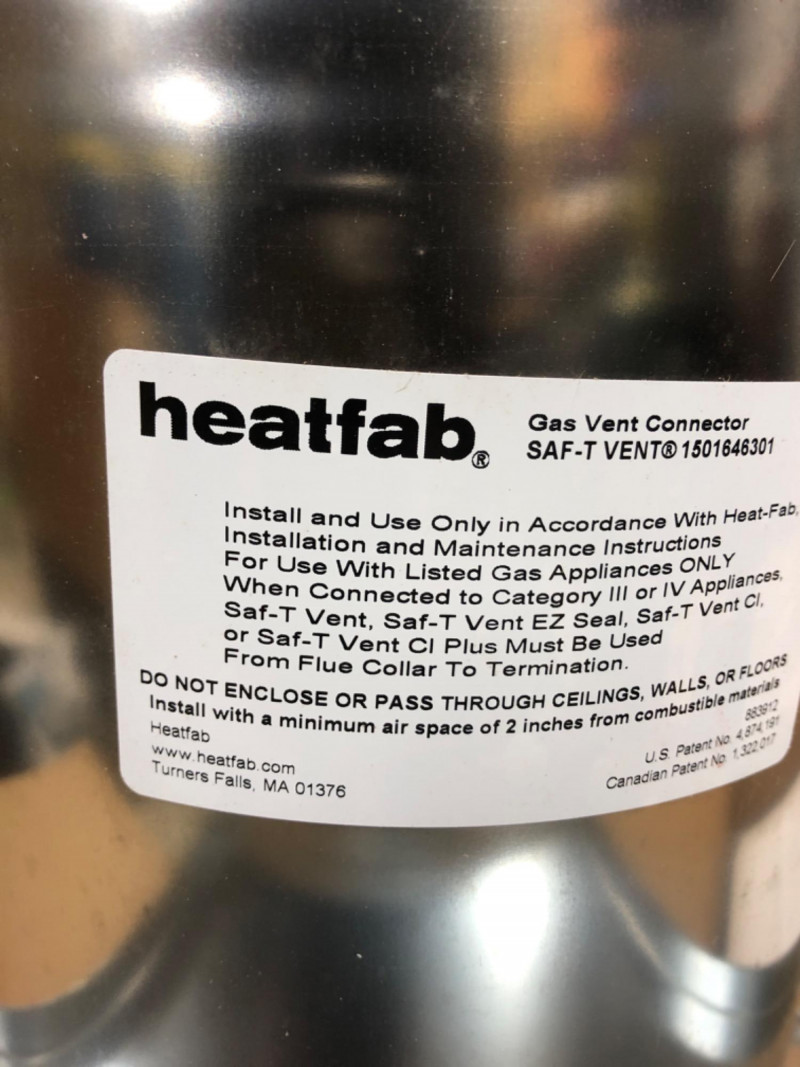 heatfab®
Gas Vent Connector
SAF-T VENT® 1501646301
Install and Use Only in Accordance With Heat-Fab,
Installation and Maintenance Instructions
For Use With Listed Gas Appliances ONLY
When Connected to Category III or IV Appliances,
Saf-T Vent, Saf-T Vent EZ Seal, Saf-T Vent CI,
or Saf-T Vent CI Plus Must Be Used
From Flue Collar To Termination.
DO NOT ENCLOSE OR PASS THROUGH CEILINGS, WALLS, OR FLOORS
Install with a minimum air space of 2 inches from combustible materials
Heatfab
www.heatfab.com
Turners Falls, MA 01376
883912
U.S. Patent No. 4,874,191
Canadian Patent No. 1,322,017